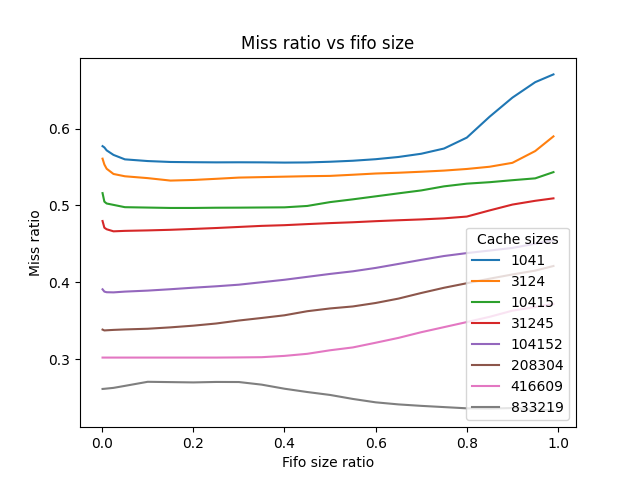 Miss ratio vs fifo size
Miss ratio
0.6
0.5
0.4
0.3
Cache sizes
1041
3124
10415
31245
104152
208304
416609
833219
0.0 0.2 0.4 0.6 0.8 1.0
Fifo size ratio